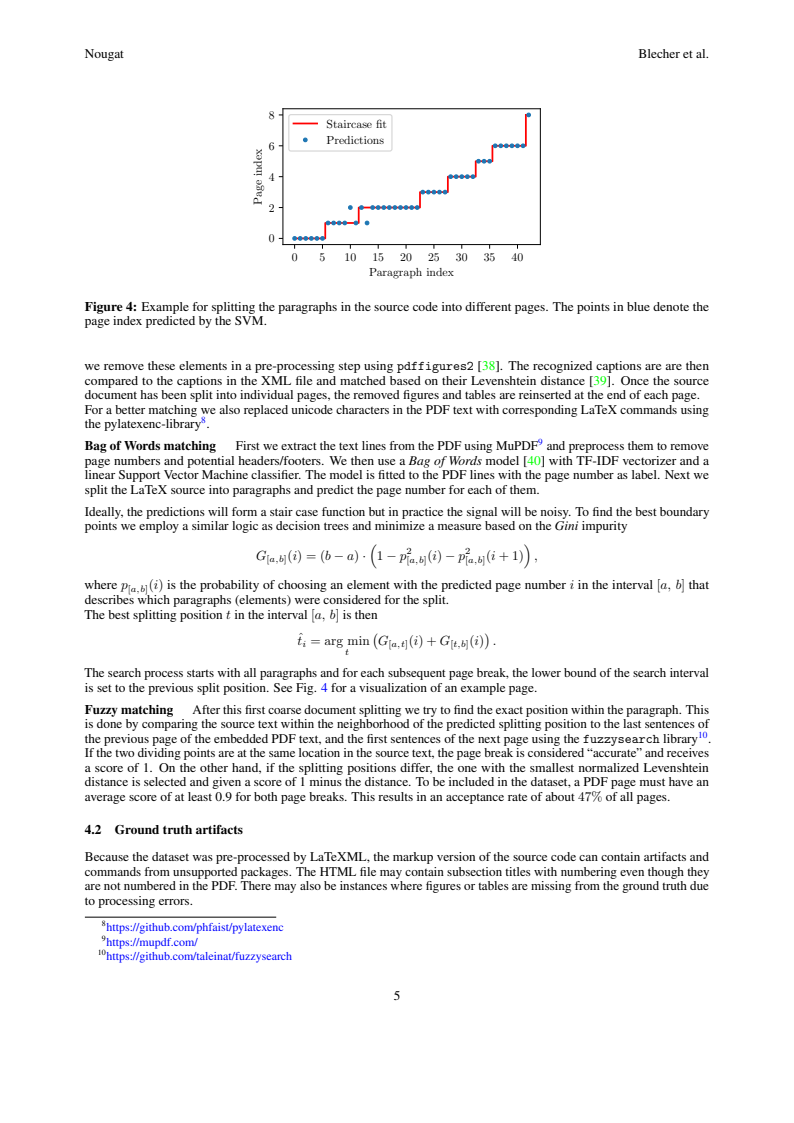 Nougat
Blecher et al.
8
6
4
2
0
Page index
Staircase fit
Predictions
0 5 10 15 20 25 30 35 40
Paragraph index
Figure 4: Example for splitting the paragraphs in the source code into different pages. The points in blue denote the
page index predicted by the SVM.
we remove these elements in a pre-processing step using pdffigures2 [38]. The recognized captions are are then
compared to the captions in the XML file and matched based on their Levenshtein distance [39]. Once the source
document has been split into individual pages, the removed figures and tables are reinserted at the end of each page.
For a better matching we also replaced unicode characters in the PDF text with corresponding LaTeX commands using
the pylatexenc-library⁸.
Bag of Words matching First we extract the text lines from the PDF using MuPDF⁹ and preprocess them to remove
page numbers and potential headers/footers. We then use a Bag of Words model [40] with TF-IDF vectorizer and a
linear Support Vector Machine classifier. The model is fitted to the PDF lines with the page number as label. Next we
split the LaTeX source into paragraphs and predict the page number for each of them.
Ideally, the predictions will form a stair case function but in practice the signal will be noisy. To find the best boundary
points we employ a similar logic as decision trees and minimize a measure based on the Gini impurity
G_{[a,b]}(i) = (b − a) · (1 − p²_{[a,b]}(i) − p²_{[a,b]}(i + 1)),
where p_{[a,b]}(i) is the probability of choosing an element with the predicted page number i in the interval [a, b] that
describes which paragraphs (elements) were considered for the split.
The best splitting position t in the interval [a, b] is then
t̂_i = arg min_t (G_{[a,t]}(i) + G_{[t,b]}(i)).
The search process starts with all paragraphs and for each subsequent page break, the lower bound of the search interval
is set to the previous split position. See Fig. 4 for a visualization of an example page.
Fuzzy matching After this first coarse document splitting we try to find the exact position within the paragraph. This
is done by comparing the source text within the neighborhood of the predicted splitting position to the last sentences of
the previous page of the embedded PDF text, and the first sentences of the next page using the fuzzysearch library¹⁰.
If the two dividing points are at the same location in the source text, the page break is considered “accurate” and receives
a score of 1. On the other hand, if the splitting positions differ, the one with the smallest normalized Levenshtein
distance is selected and given a score of 1 minus the distance. To be included in the dataset, a PDF page must have an
average score of at least 0.9 for both page breaks. This results in an acceptance rate of about 47% of all pages.
4.2 Ground truth artifacts
Because the dataset was pre-processed by LaTeXML, the markup version of the source code can contain artifacts and
commands from unsupported packages. The HTML file may contain subsection titles with numbering even though they
are not numbered in the PDF. There may also be instances where figures or tables are missing from the ground truth due
to processing errors.
⁸https://github.com/phfaist/pylatexenc
⁹https://mupdf.com/
¹⁰https://github.com/taleinat/fuzzysearch
5